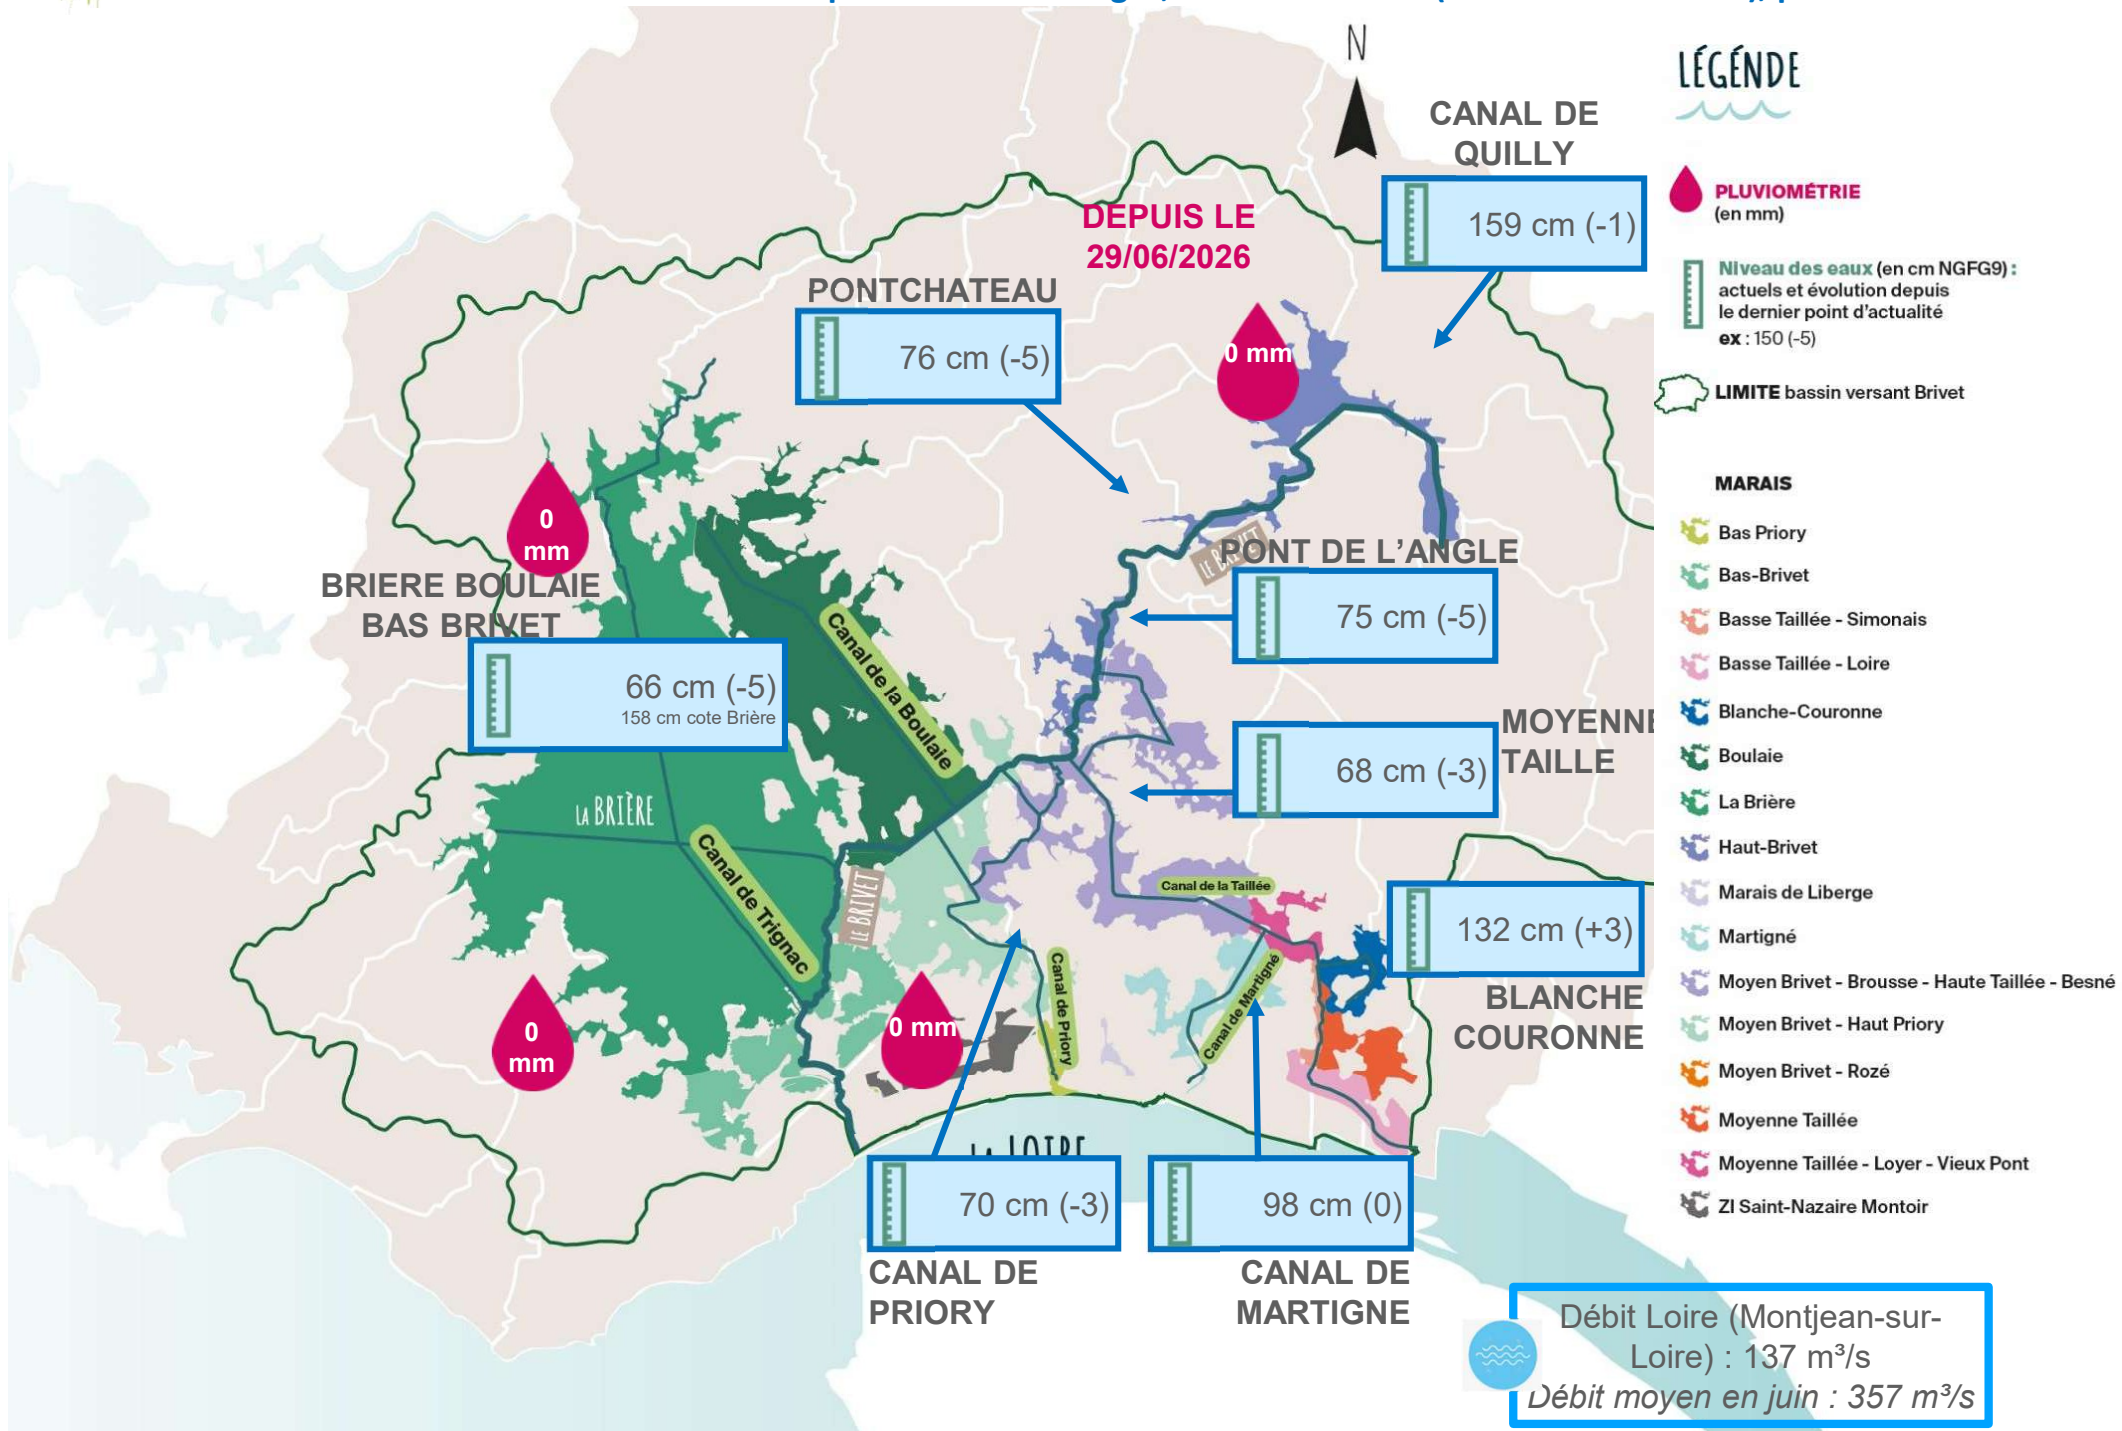 N
LÉGÉNDE
CANAL DE
QUILLY
159 cm (-1)
DEPUIS LE
29/06/2026
PONTCHATEAU
76 cm (-5)
0 mm
0
mm
BRIERE BOULAIE
BAS BRIVET
66 cm (-5)
158 cm cote Brière
LE BRIVET
PONT DE L’ANGLE
75 cm (-5)
Canal de la Boulaie
MOYENNE
TAILLE
68 cm (-3)
LA BRIÈRE
Canal de Trignac
LE BRIVET
Canal de la Taillée
132 cm (+3)
BLANCHE
COURONNE
Canal de Priory
Canal de Martigné
0
mm
0 mm
LA LOIRE
70 cm (-3)
CANAL DE
PRIORY
98 cm (0)
CANAL DE
MARTIGNE
PLUVIOMÉTRIE
(en mm)
Niveau des eaux (en cm NGFG9) :
actuels et évolution depuis
le dernier point d'actualité
ex : 150 (-5)
LIMITE bassin versant Brivet
MARAIS
Bas Priory
Bas-Brivet
Basse Taillée - Simonais
Basse Taillée - Loire
Blanche-Couronne
Boulaie
La Brière
Haut-Brivet
Marais de Liberge
Martigné
Moyen Brivet - Brousse - Haute Taillée - Besné
Moyen Brivet - Haut Priory
Moyen Brivet - Rozé
Moyenne Taillée
Moyenne Taillée - Loyer - Vieux Pont
ZI Saint-Nazaire Montoir
Débit Loire (Montjean-sur-
Loire) : 137 m³/s
Débit moyen en juin : 357 m³/s